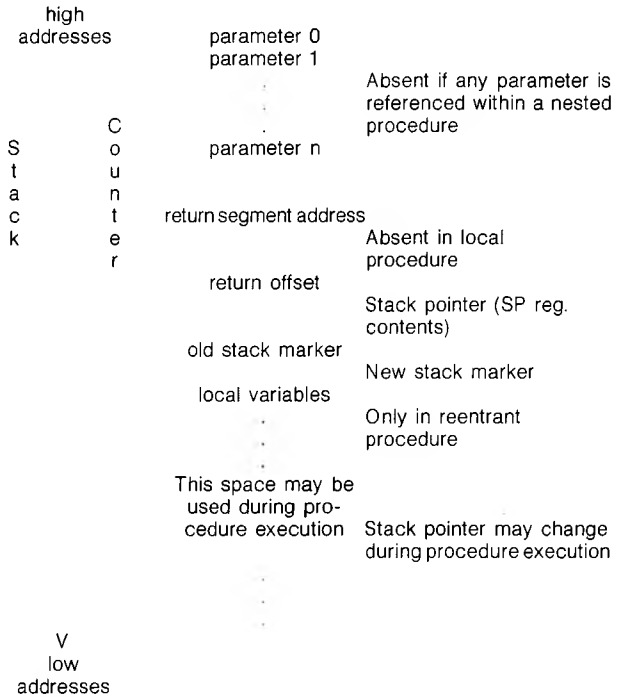 high
addresses
parameter 0
parameter 1
Absent if any parameter is
referenced within a nested
procedure
parameter n
Stack
Counter
return segment address
Absent in local
procedure
return offset
Stack pointer (SP reg.
contents)
old stack marker
New stack marker
local variables
Only in reentrant
procedure
This space may be
used during pro-
cedure execution
Stack pointer may change
during procedure execution
V
low
addresses